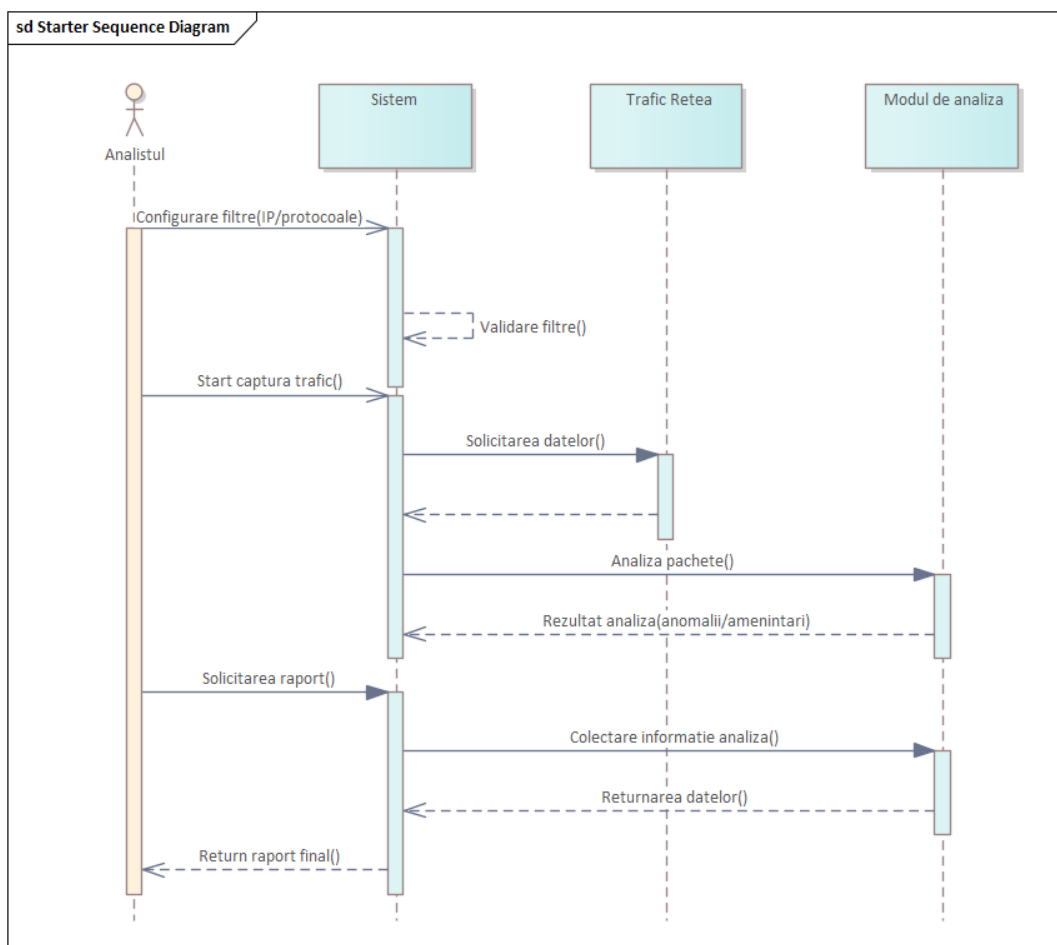 sd Starter Sequence Diagram
Analistul
Sistem
Trafic Retea
Modul de analiza
Configurare filtre(IP/protocoale)
Validare filtre()
Start captura trafic()
Solicitarea datelor()
Analiza pachete()
Rezultat analiza(anomalii/amenintari)
Solicitarea raport()
Colectare informatie analiza()
Returnarea datelor()
Return raport final()